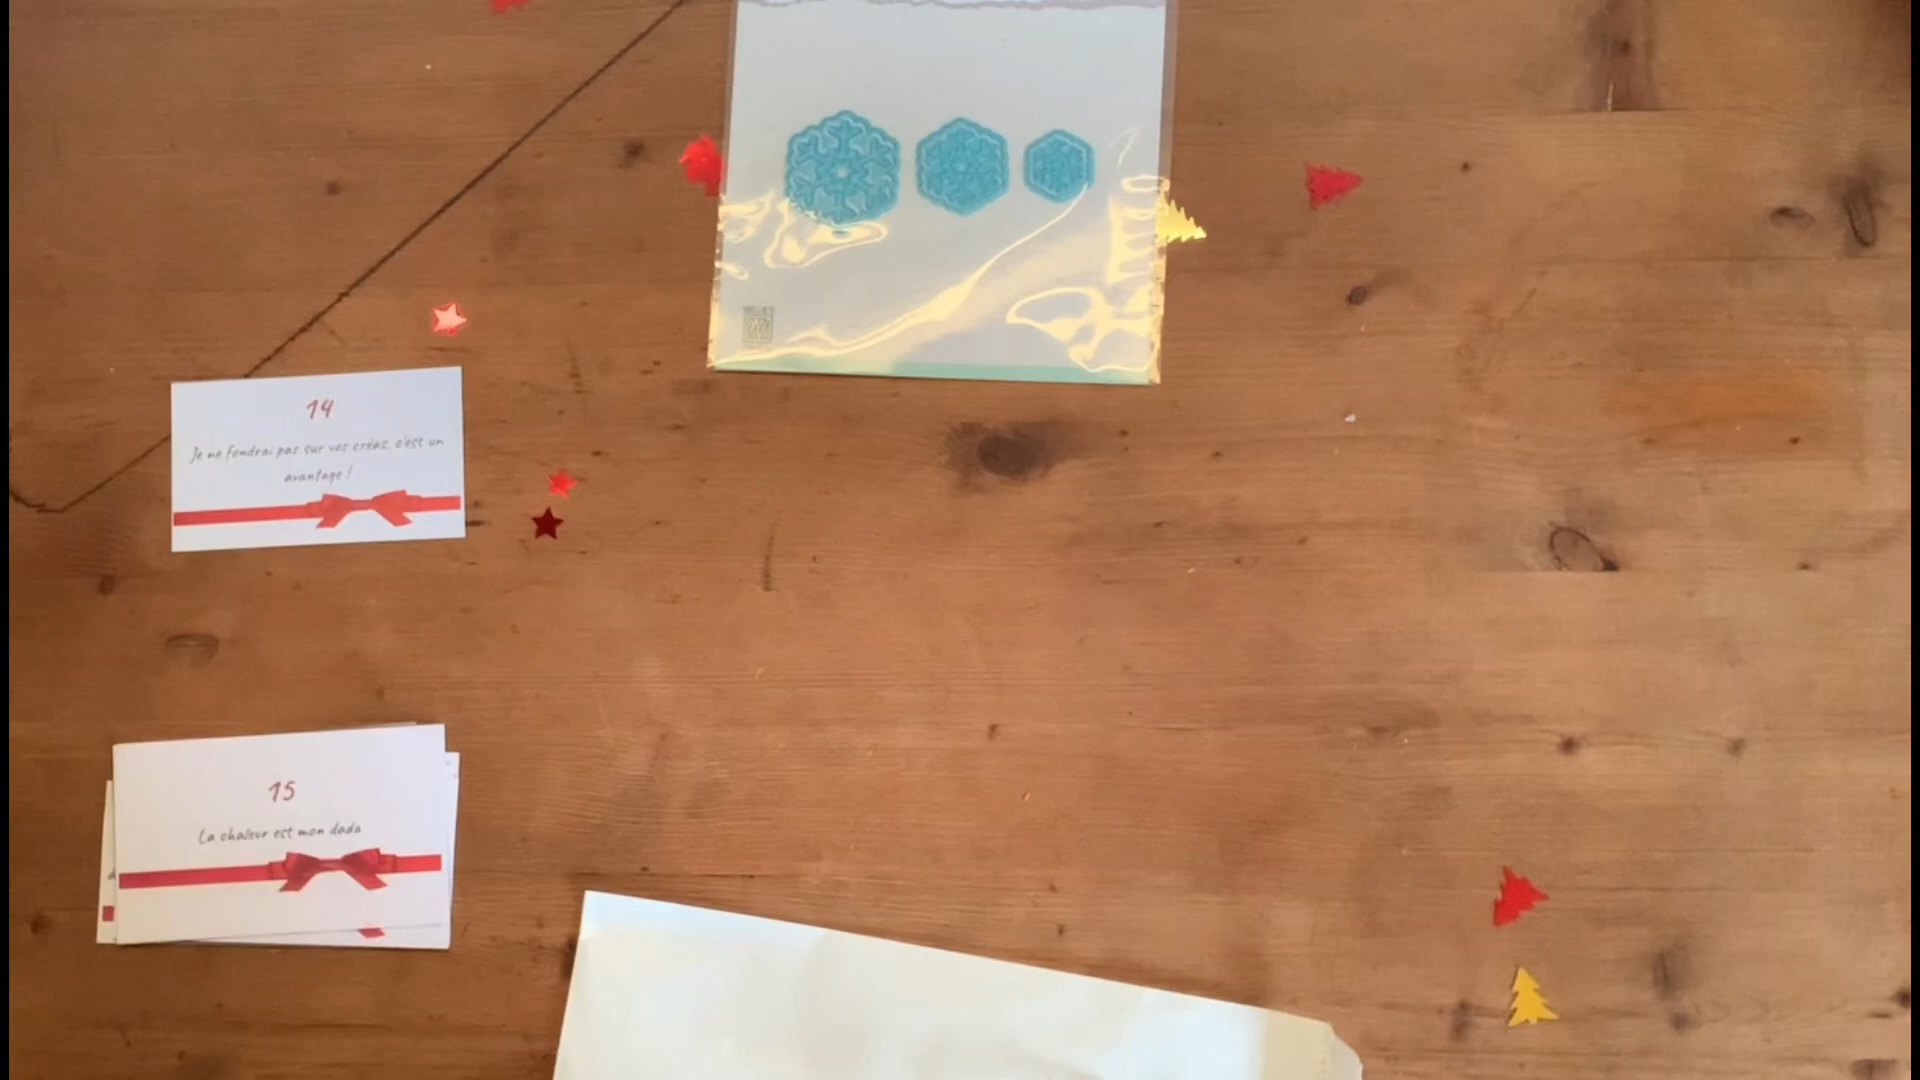 14
Je ne fondrai pas sur vos créas, c'est un
avantage !
15
La chaleur est mon dada